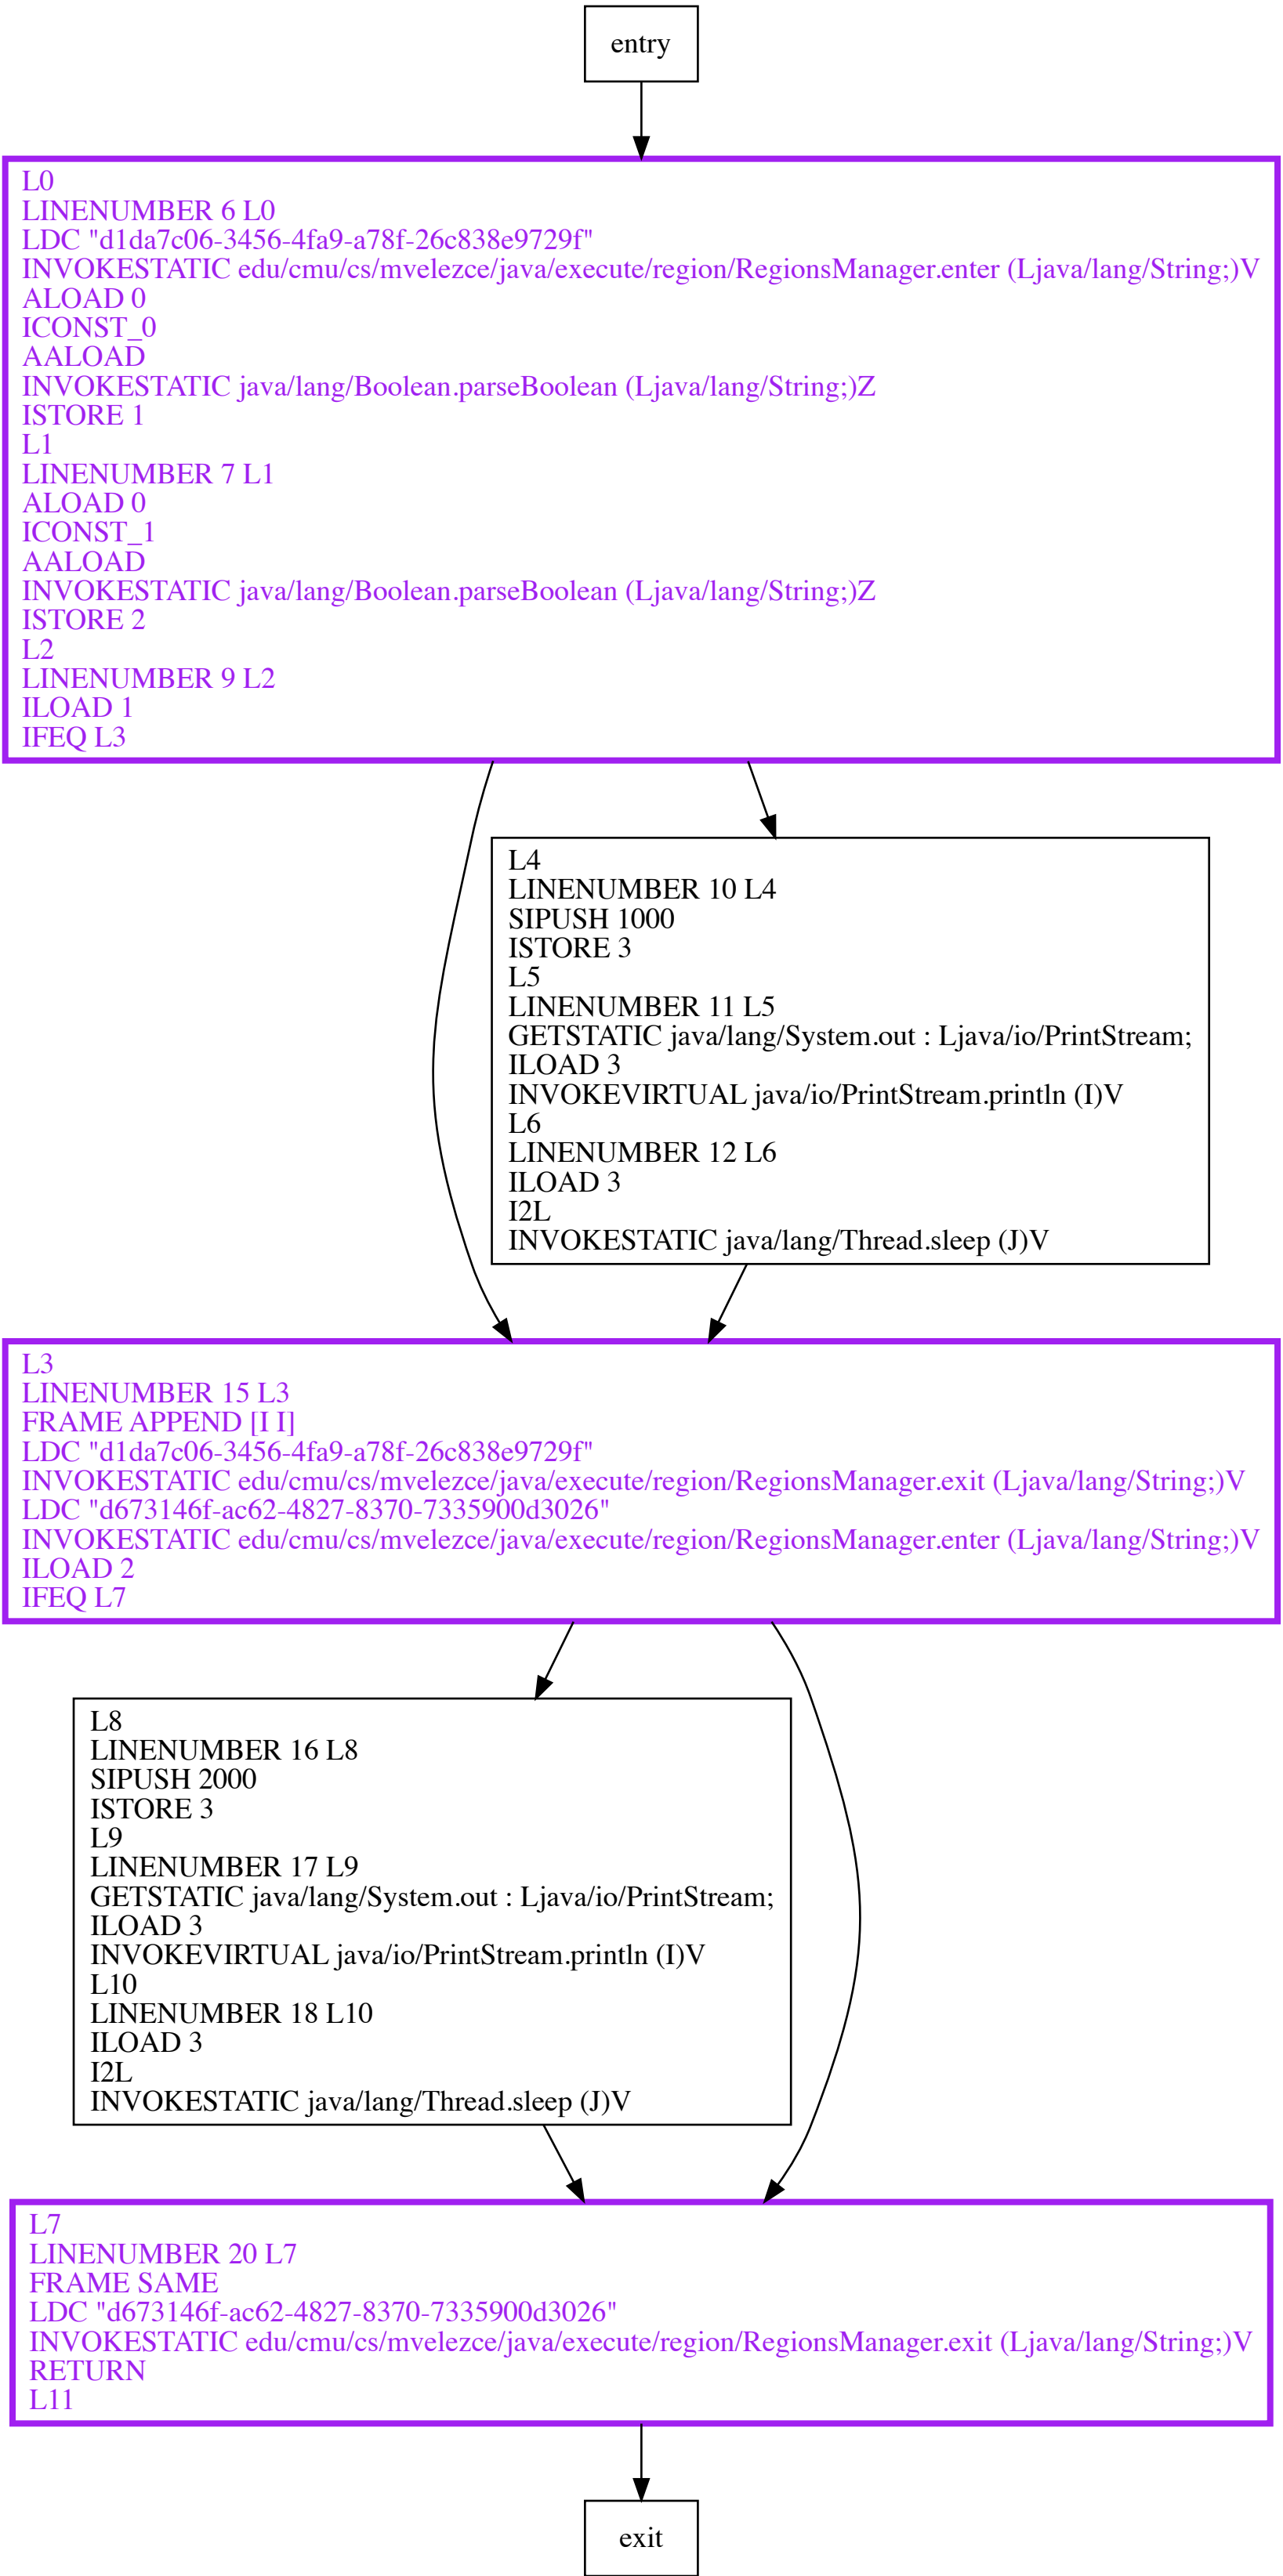 entry
L0
LINENUMBER 6 L0
LDC "d1da7c06-3456-4fa9-a78f-26c838e9729f"
INVOKESTATIC edu/cmu/cs/mvelezce/java/execute/region/RegionsManager.enter (Ljava/lang/String;)V
ALOAD 0
ICONST_0
AALOAD
INVOKESTATIC java/lang/Boolean.parseBoolean (Ljava/lang/String;)Z
ISTORE 1
L1
LINENUMBER 7 L1
ALOAD 0
ICONST_1
AALOAD
INVOKESTATIC java/lang/Boolean.parseBoolean (Ljava/lang/String;)Z
ISTORE 2
L2
LINENUMBER 9 L2
ILOAD 1
IFEQ L3
L4
LINENUMBER 10 L4
SIPUSH 1000
ISTORE 3
L5
LINENUMBER 11 L5
GETSTATIC java/lang/System.out : Ljava/io/PrintStream;
ILOAD 3
INVOKEVIRTUAL java/io/PrintStream.println (I)V
L6
LINENUMBER 12 L6
ILOAD 3
I2L
INVOKESTATIC java/lang/Thread.sleep (J)V
L3
LINENUMBER 15 L3
FRAME APPEND [I I]
LDC "d1da7c06-3456-4fa9-a78f-26c838e9729f"
INVOKESTATIC edu/cmu/cs/mvelezce/java/execute/region/RegionsManager.exit (Ljava/lang/String;)V
LDC "d673146f-ac62-4827-8370-7335900d3026"
INVOKESTATIC edu/cmu/cs/mvelezce/java/execute/region/RegionsManager.enter (Ljava/lang/String;)V
ILOAD 2
IFEQ L7
L8
LINENUMBER 16 L8
SIPUSH 2000
ISTORE 3
L9
LINENUMBER 17 L9
GETSTATIC java/lang/System.out : Ljava/io/PrintStream;
ILOAD 3
INVOKEVIRTUAL java/io/PrintStream.println (I)V
L10
LINENUMBER 18 L10
ILOAD 3
I2L
INVOKESTATIC java/lang/Thread.sleep (J)V
L7
LINENUMBER 20 L7
FRAME SAME
LDC "d673146f-ac62-4827-8370-7335900d3026"
INVOKESTATIC edu/cmu/cs/mvelezce/java/execute/region/RegionsManager.exit (Ljava/lang/String;)V
RETURN
L11
exit